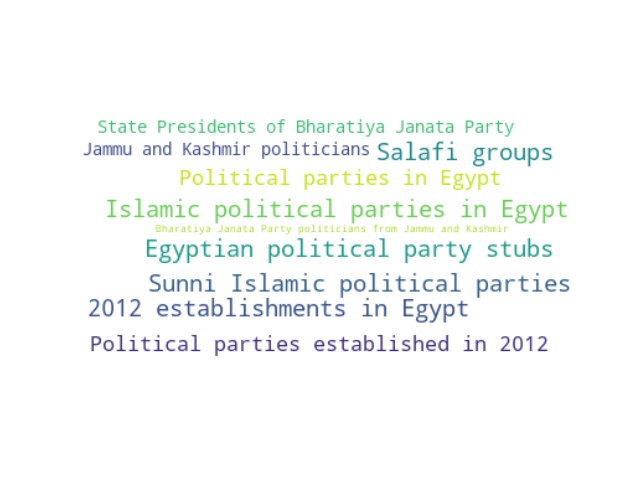 State Presidents of Bharatiya Janata Party
Jammu and Kashmir politicians
Salafi groups
Political parties in Egypt
Islamic political parties in Egypt
Bharatiya Janata Party politicians from Jammu and Kashmir
Egyptian political party stubs
Sunni Islamic political parties
2012 establishments in Egypt
Political parties established in 2012